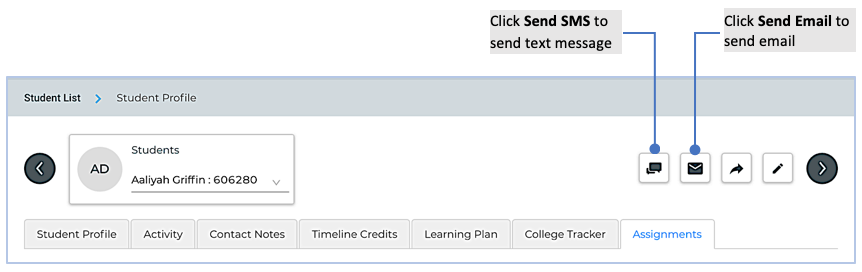 Click Send SMS to
send text message
Click Send Email to
send email
Student List
Student Profile
AD
Students
Aaliyah Griffin : 606280
Student Profile
Activity
Contact Notes
Timeline Credits
Learning Plan
College Tracker
Assignments